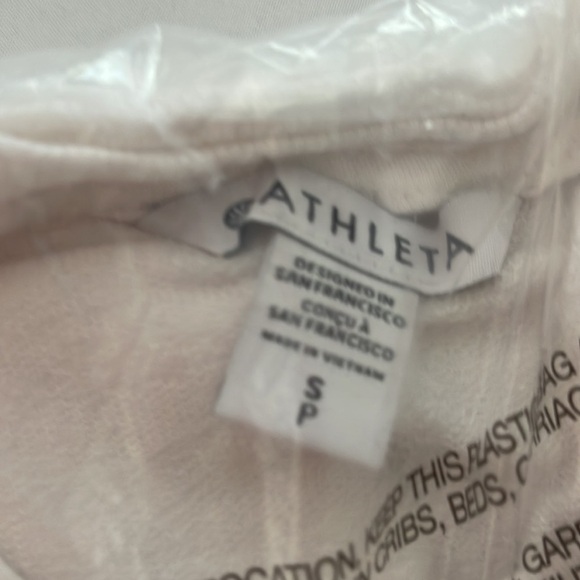 ATHLETA
DESIGNED IN
SAN FRANCISCO
CONÇU À
SAN FRANCISCO
MADE IN VIETNAM
S
P
KEEP THIS PLASTIC BAG
CRIBS, BEDS,